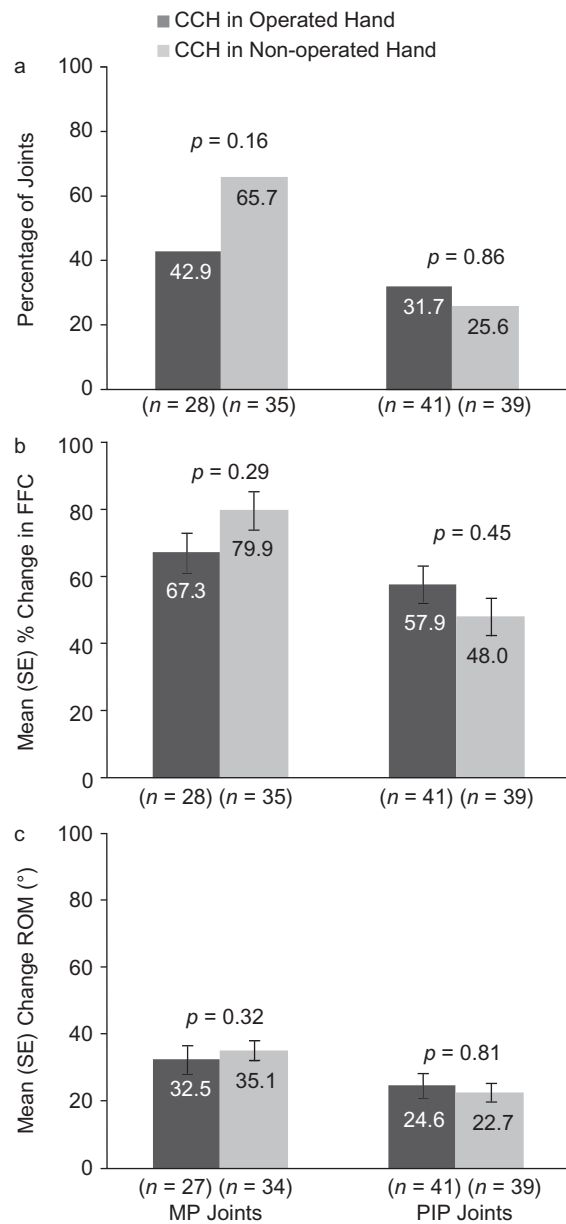 CCH in Operated Hand
CCH in Non-operated Hand
a
Percentage of Joints
100
80
60
40
20
0
p = 0.16
42.9
65.7
p = 0.86
31.7
25.6
(n = 28) (n = 35)
(n = 41) (n = 39)
b
Mean (SE) % Change in FFC
100
80
60
40
20
0
p = 0.29
67.3
79.9
p = 0.45
57.9
48.0
(n = 28) (n = 35)
(n = 41) (n = 39)
c
Mean (SE) Change ROM (°)
100
80
60
40
20
0
p = 0.32
32.5
35.1
p = 0.81
24.6
22.7
(n = 27) (n = 34)
(n = 41) (n = 39)
MP Joints
PIP Joints